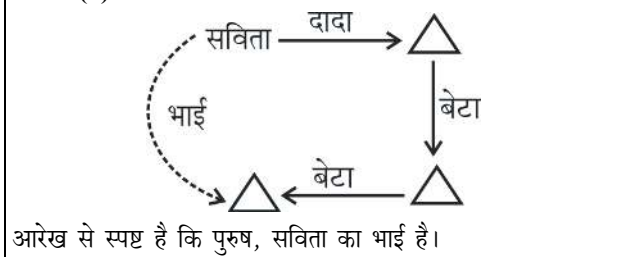 सविता
दादा
बेटा
भाई
बेटा
आरेख से स्पष्ट है कि पुरुष, सविता का भाई है।